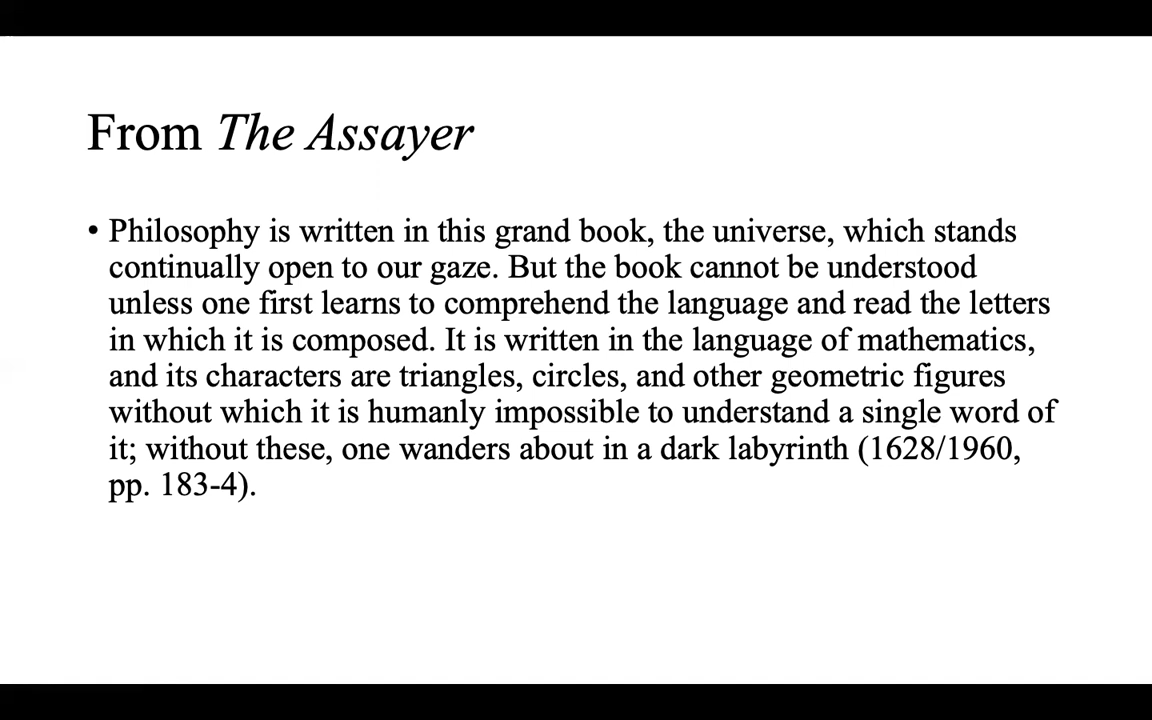 From The Assayer
• Philosophy is written in this grand book, the universe, which stands
continually open to our gaze. But the book cannot be understood
unless one first learns to comprehend the language and read the letters
in which it is composed. It is written in the language of mathematics,
and its characters are triangles, circles, and other geometric figures
without which it is humanly impossible to understand a single word of
it; without these, one wanders about in a dark labyrinth (1628/1960,
pp. 183-4).